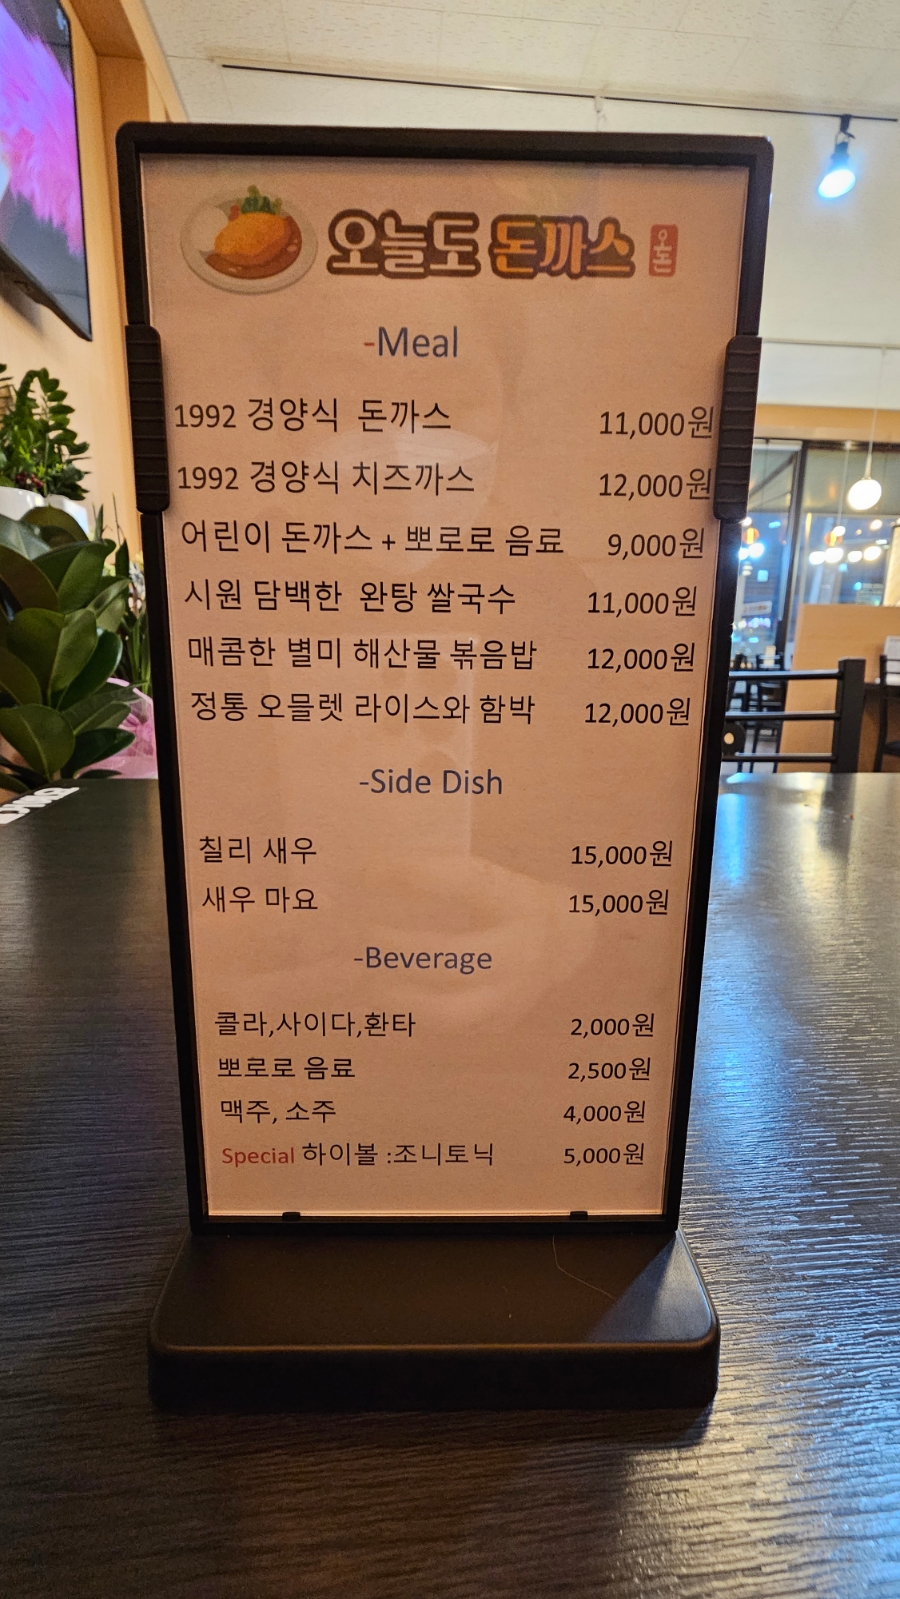 오늘도 돈까스 오돈
-Meal
1992 경양식 돈까스 11,000원
1992 경양식 치즈까스 12,000원
어린이 돈까스 + 뽀로로 음료 9,000원
시원 담백한 완탕 쌀국수 11,000원
매콤한 별미 해산물 볶음밥 12,000원
정통 오믈렛 라이스와 함박 12,000원
-Side Dish
칠리 새우 15,000원
새우 마요 15,000원
-Beverage
콜라,사이다,환타 2,000원
뽀로로 음료 2,500원
맥주, 소주 4,000원
Special 하이볼 :조니토닉 5,000원